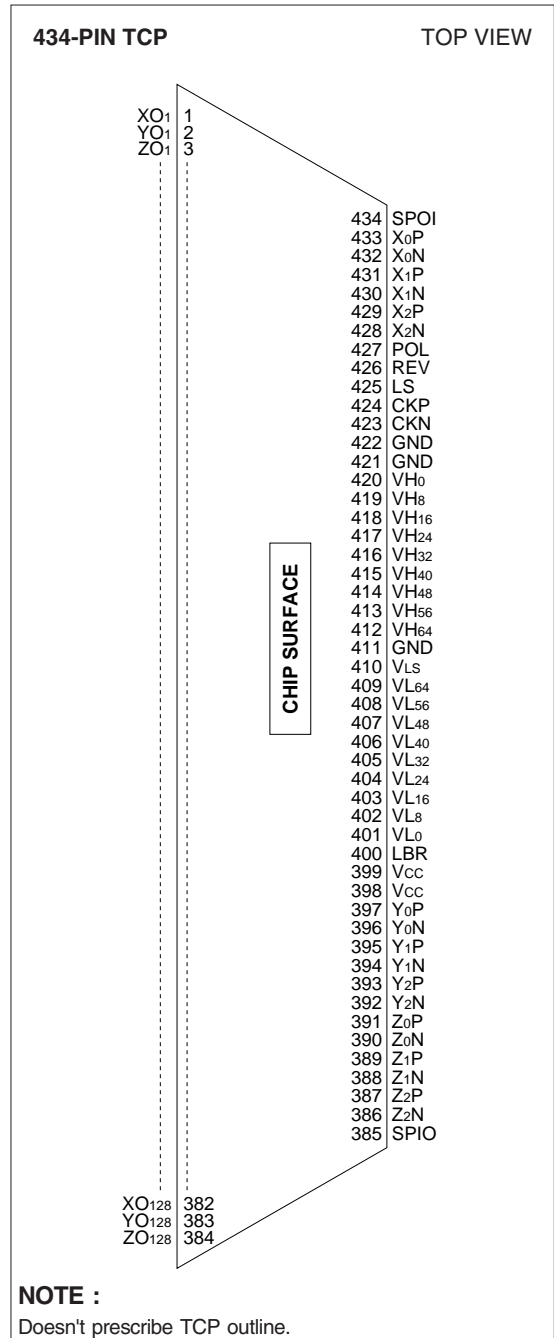 434-PIN TCP TOP VIEW
XO1 1
YO1 2
ZO1 3
434 SPOI
433 X0P
432 X0N
431 X1P
430 X1N
429 X2P
428 X2N
427 POL
426 REV
425 LS
424 CKP
423 CKN
422 GND
421 GND
420 VH0
419 VH8
418 VH16
417 VH24
416 VH32
415 VH40
414 VH48
413 VH56
412 VH64
411 GND
410 VLS
409 VL64
408 VL56
407 VL48
406 VL40
405 VL32
404 VL24
403 VL16
402 VL8
401 VL0
400 LBR
399 VCC
398 VCC
397 Y0P
396 Y0N
395 Y1P
394 Y1N
393 Y2P
392 Y2N
391 Z0P
390 Z0N
389 Z1P
388 Z1N
387 Z2P
386 Z2N
385 SPIO
CHIP SURFACE
XO128 382
YO128 383
ZO128 384
NOTE :
Doesn't prescribe TCP outline.